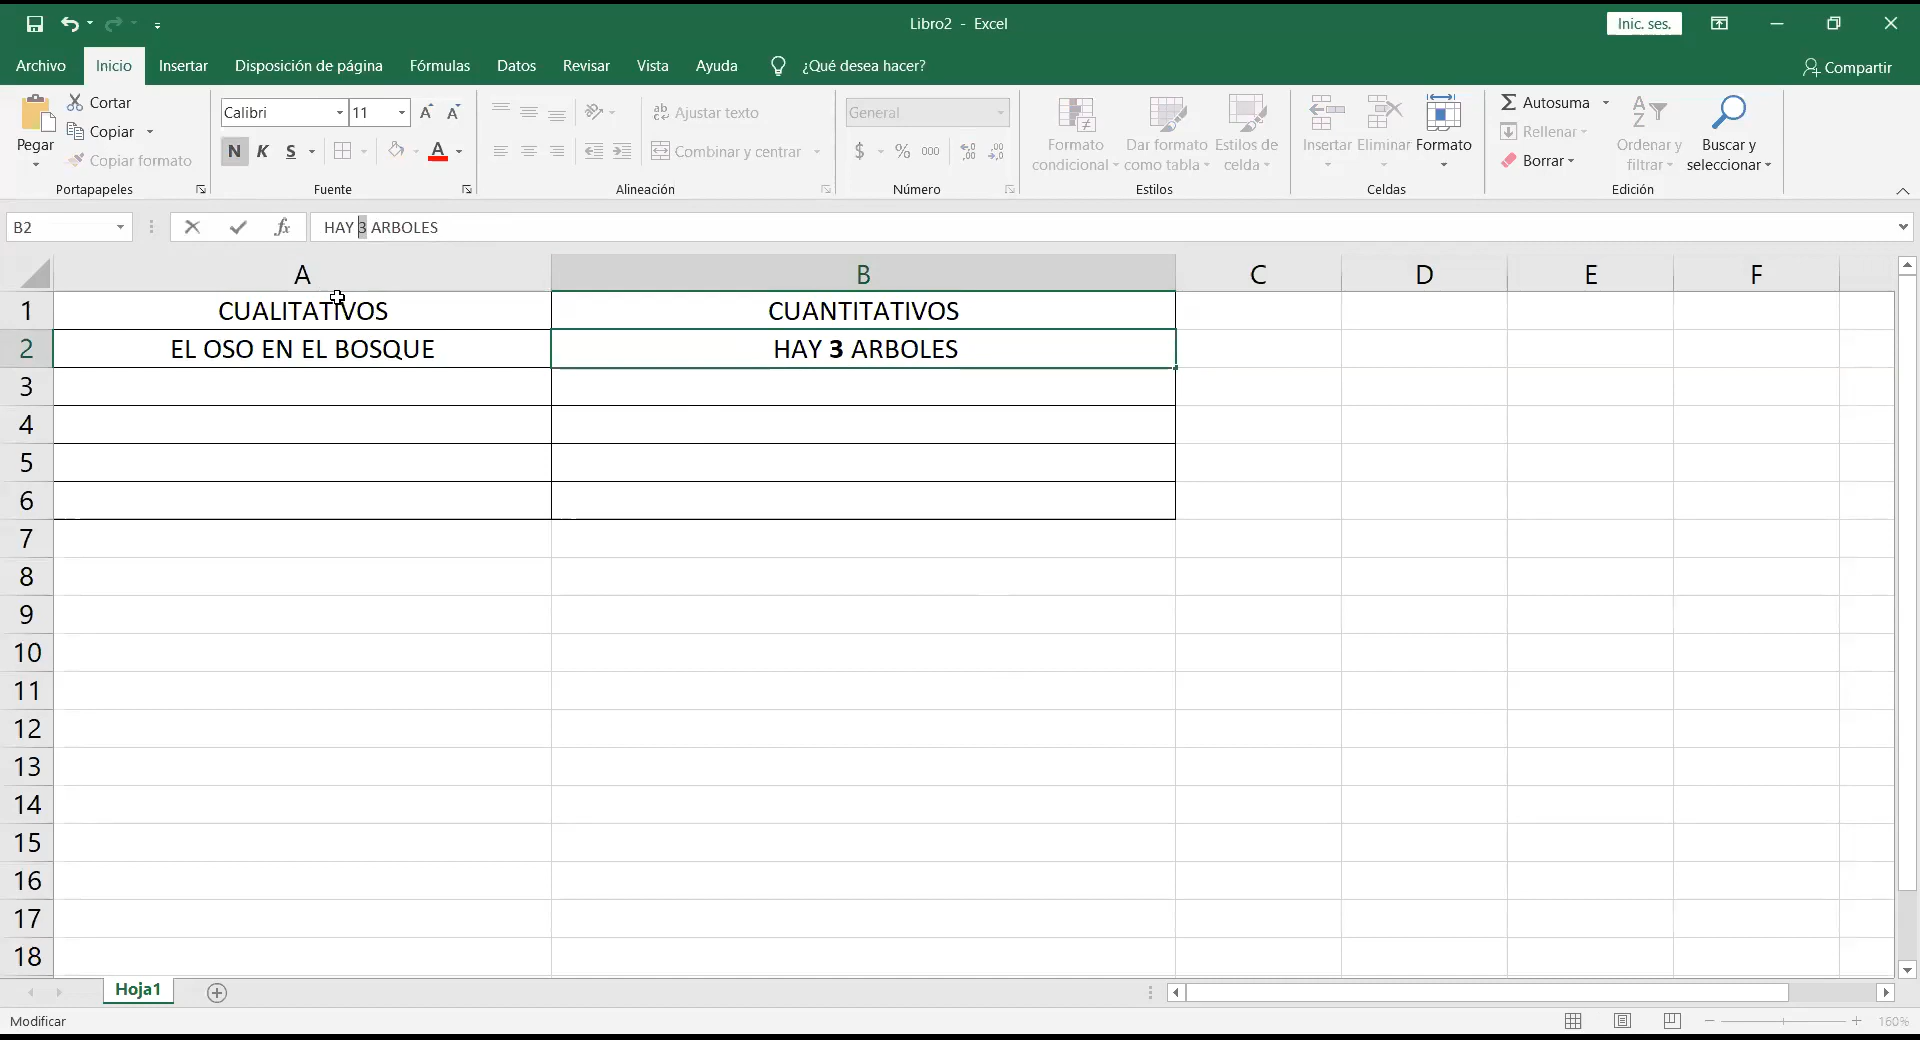 Libro2 - Excel
Inic. ses.
Archivo Inicio Insertar Disposición de página Fórmulas Datos Revisar Vista Ayuda ¿Qué desea hacer? Compartir
Pegar
Cortar
Copiar
Copiar formato
Portapapeles
Calibri 11
N K S A
Fuente
ab Ajustar texto
Combinar y centrar
Alineación
General
$ % 000
Número
Formato condicional
Dar formato como tabla
Estilos de celda
Estilos
Insertar Eliminar Formato
Celdas
Autosuma
Rellenar
Borrar
Ordenar y filtrar
Buscar y seleccionar
Edición
B2 fx HAY 3 ARBOLES
A B C D E F
1 CUALITATIVOS CUANTITATIVOS
2 EL OSO EN EL BOSQUE HAY 3 ARBOLES
3
4
5
6
7
8
9
10
11
12
13
14
15
16
17
18
Hoja1
Modificar 160%